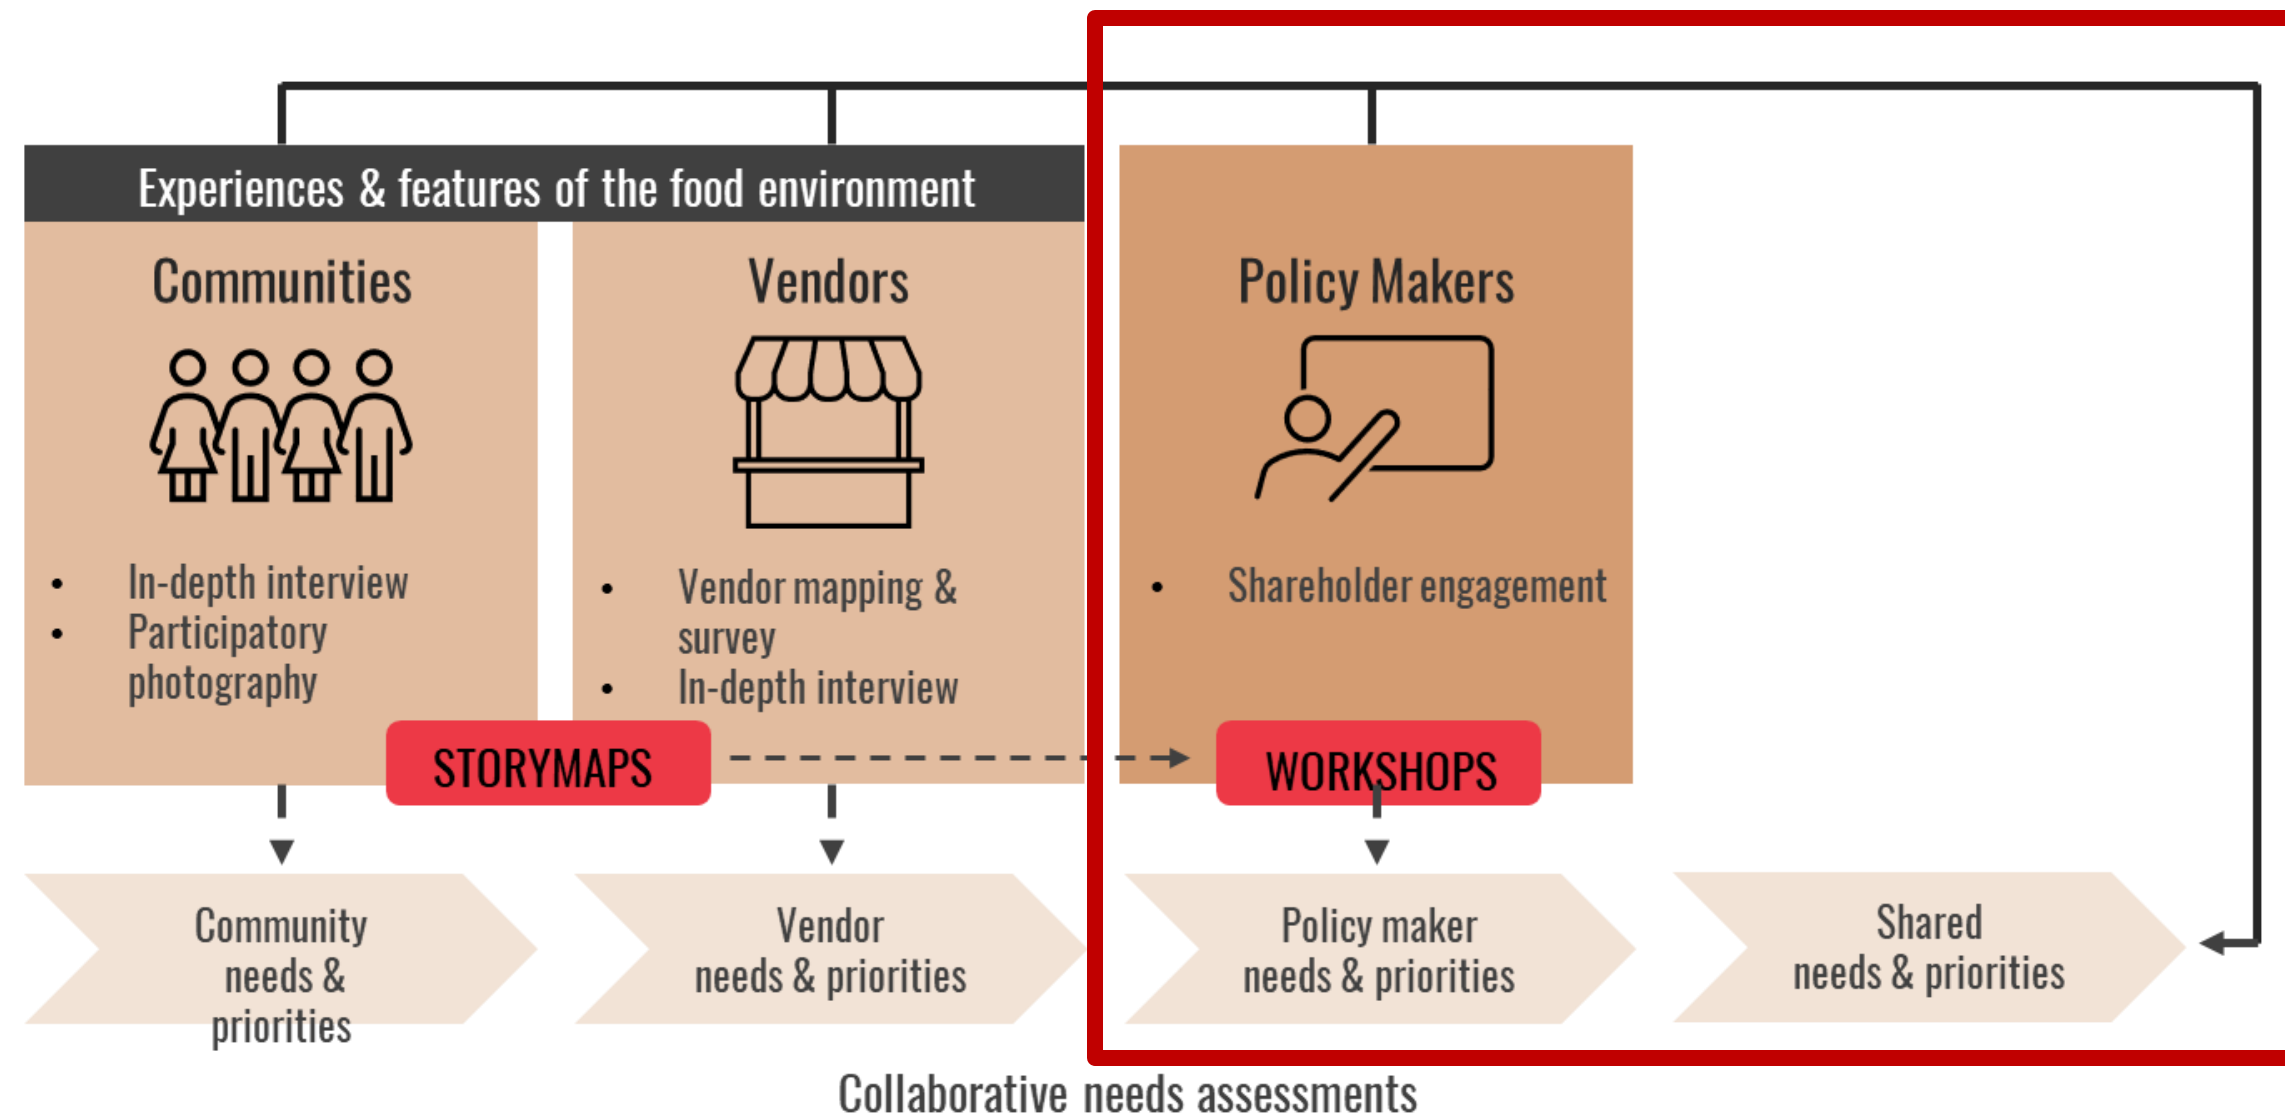 Experiences & features of the food environment
Communities
• In-depth interview
• Participatory
photography
Vendors
• Vendor mapping &
survey
• In-depth interview
Policy Makers
• Shareholder engagement
STORYMAPS
WORKSHOPS
Community
needs &
priorities
Vendor
needs & priorities
Policy maker
needs & priorities
Shared
needs & priorities
Collaborative needs assessments